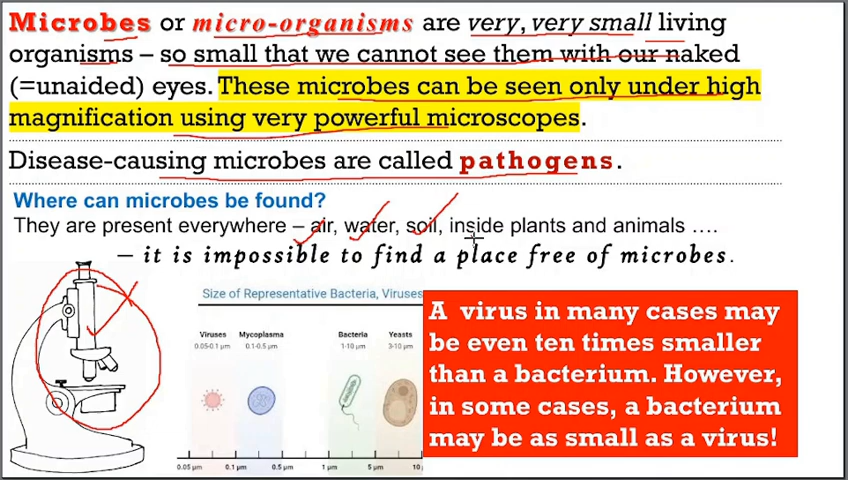 Microbes or micro-organisms are very, very small living
organisms – so small that we cannot see them with our naked
(=unaided) eyes. These microbes can be seen only under high
magnification using very powerful microscopes.
Disease-causing microbes are called pathogens.
Where can microbes be found?
They are present everywhere – air, water, soil, inside plants and animals ….
– it is impossible to find a place free of microbes.
Size of Representative Bacteria, Viruses
Viruses Mycoplasma Bacteria Yeasts
0.05-0.1 μm 0.1-0.5 μm 1-10 μm 3-10 μm
0.05 μm 0.1 μm 0.5 μm 1 μm 5 μm 10 μ
A virus in many cases may
be even ten times smaller
than a bacterium. However,
in some cases, a bacterium
may be as small as a virus!